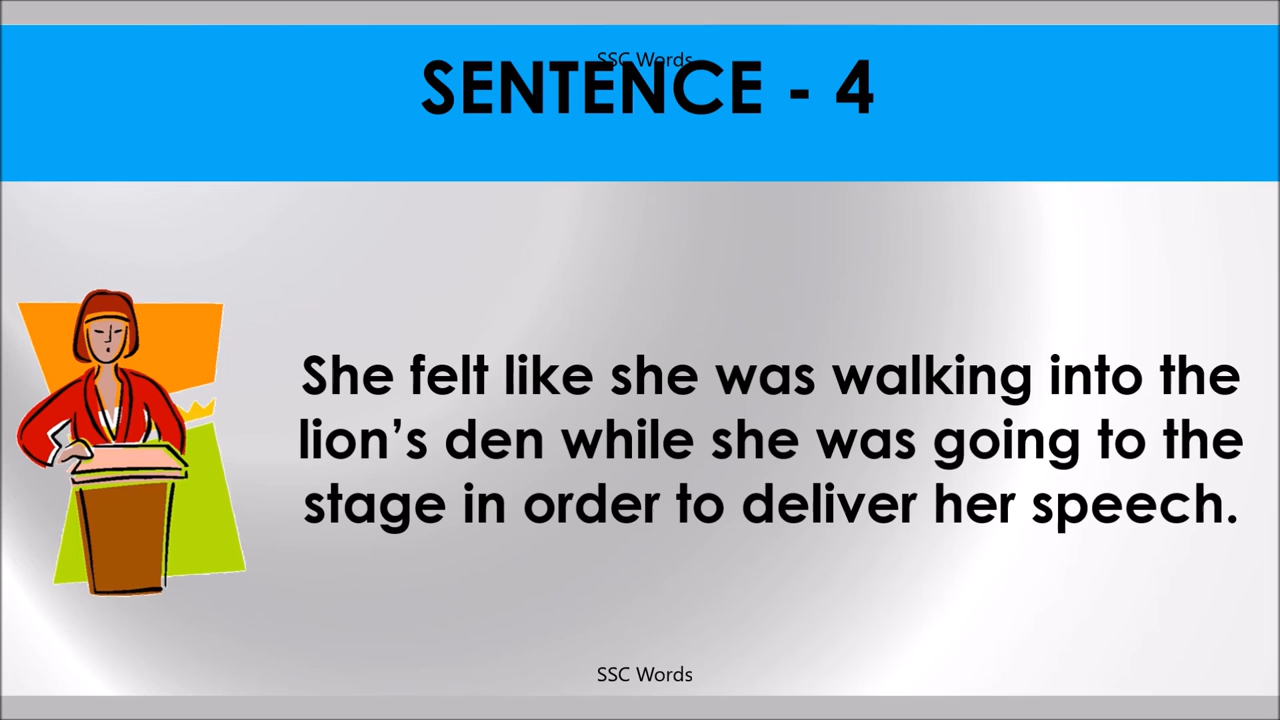 SSC Words
SENTENCE - 4
She felt like she was walking into the
lion’s den while she was going to the
stage in order to deliver her speech.
SSC Words